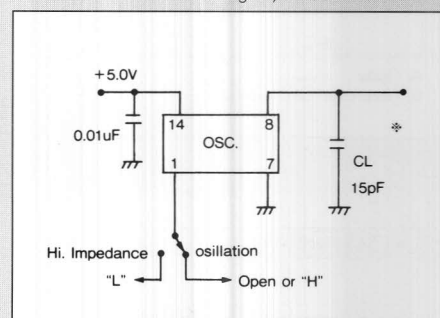 +5.0V
14
8
0.01uF
OSC.
※
1
7
CL
15pF
Hi. Impedance
osillation
"L"
Open or "H"